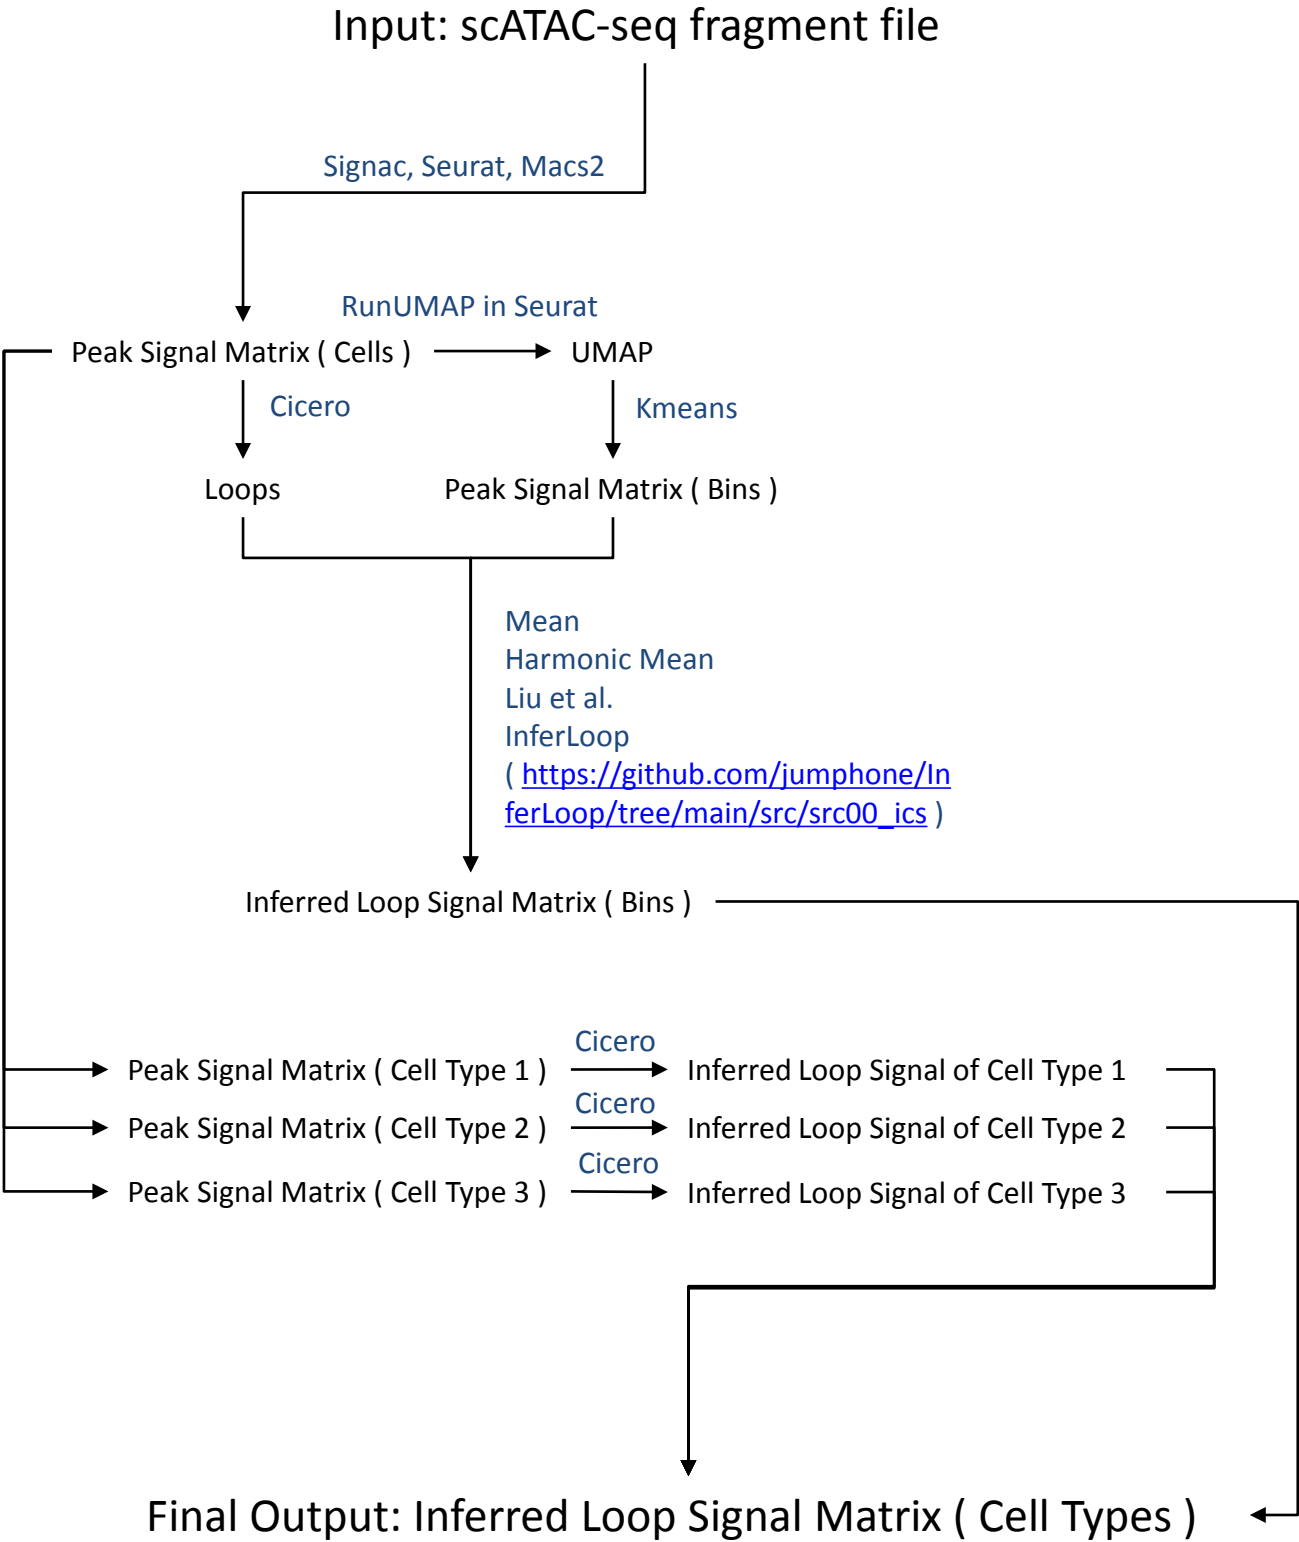 Input: scATAC-seq fragment file
Signac, Seurat, Macs2
RunUMAP in Seurat
Peak Signal Matrix ( Cells )
UMAP
Cicero
Kmeans
Loops
Peak Signal Matrix ( Bins )
Mean
Harmonic Mean
Liu et al.
InferLoop
( https://github.com/jumphone/In
ferLoop/tree/main/src/src00_ics )
Inferred Loop Signal Matrix ( Bins )
Cicero
Peak Signal Matrix ( Cell Type 1 )
Inferred Loop Signal of Cell Type 1
Cicero
Peak Signal Matrix ( Cell Type 2 )
Inferred Loop Signal of Cell Type 2
Cicero
Peak Signal Matrix ( Cell Type 3 )
Inferred Loop Signal of Cell Type 3
Final Output: Inferred Loop Signal Matrix ( Cell Types )